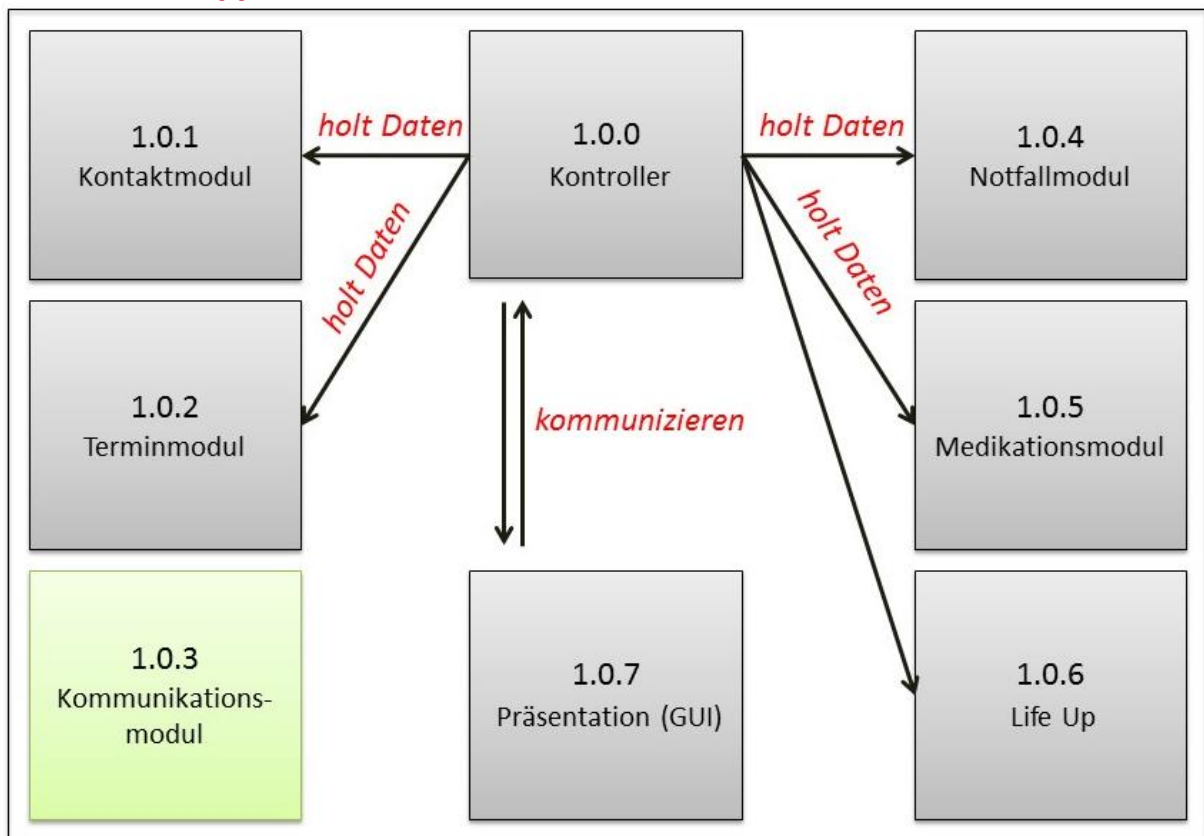 1.0.1
Kontaktmodul
holt Daten
1.0.0
Kontroller
holt Daten
1.0.4
Notfallmodul
holt Daten
holt Daten
1.0.2
Terminmodul
kommunizieren
1.0.5
Medikationsmodul
1.0.3
Kommunikations-
modul
1.0.7
Präsentation (GUI)
1.0.6
Life Up